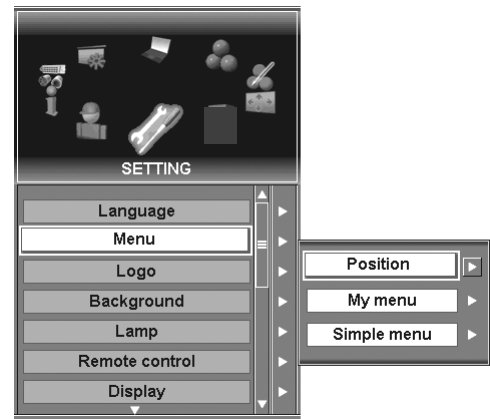 SETTING
Language
Menu
Logo
Background
Lamp
Remote control
Display
Position
My menu
Simple menu